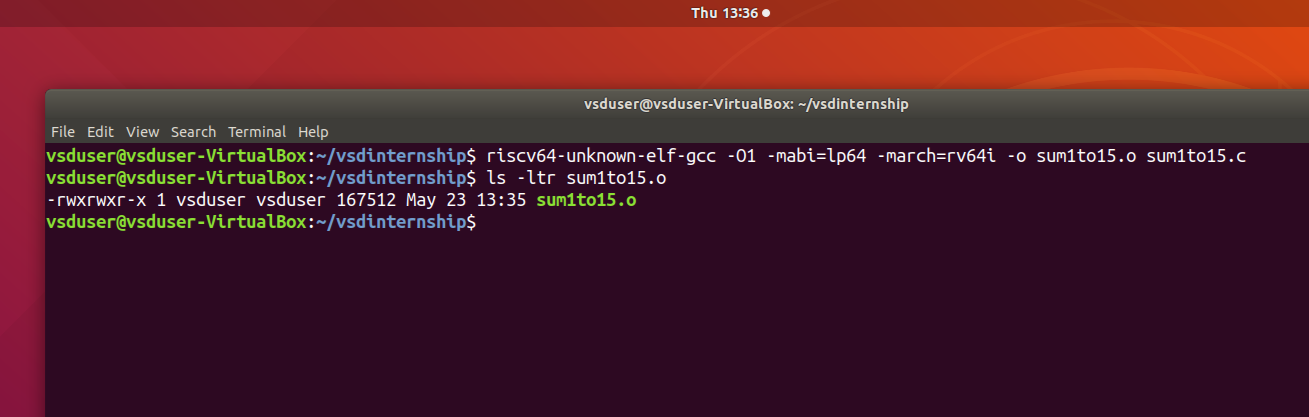 Thu 13:36
vsduser@vsduser-VirtualBox: ~/vsdinternship
File Edit View Search Terminal Help
vsduser@vsduser-VirtualBox:~/vsdinternship$ riscv64-unknown-elf-gcc -O1 -mabi=lp64 -march=rv64i -o sum1to15.o sum1to15.c
vsduser@vsduser-VirtualBox:~/vsdinternship$ ls -ltr sum1to15.o
-rwxrwxr-x 1 vsduser vsduser 167512 May 23 13:35 sum1to15.o
vsduser@vsduser-VirtualBox:~/vsdinternship$